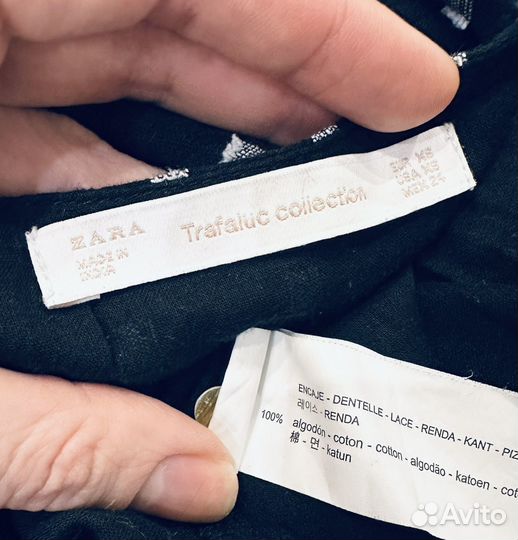 ZARA
MADE IN
INDIA
Trafaluc collection
EUR XS
USA XS
MEX 24
ENCAJE - DENTELLE - LACE - RENDA - KANT - PIZ
레이스 - RENDA
100% algodón - coton - cotton - algodão - katoen - cot
棉 - 면 - katun
Avito